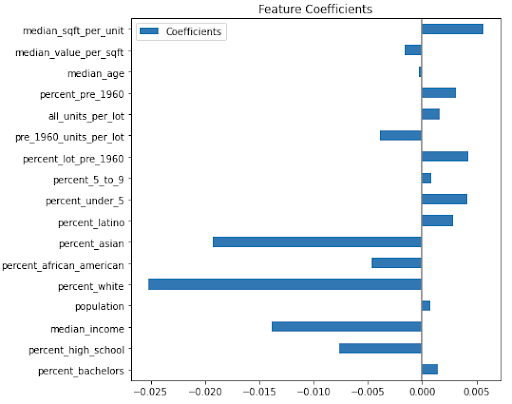 Feature Coefficients
Coefficients
median_sqft_per_unit
median_value_per_sqft
median_age
percent_pre_1960
all_units_per_lot
pre_1960_units_per_lot
percent_lot_pre_1960
percent_5_to_9
percent_under_5
percent_latino
percent_asian
percent_african_american
percent_white
population
median_income
percent_high_school
percent_bachelors
−0.025 −0.020 −0.015 −0.010 −0.005 0.000 0.005